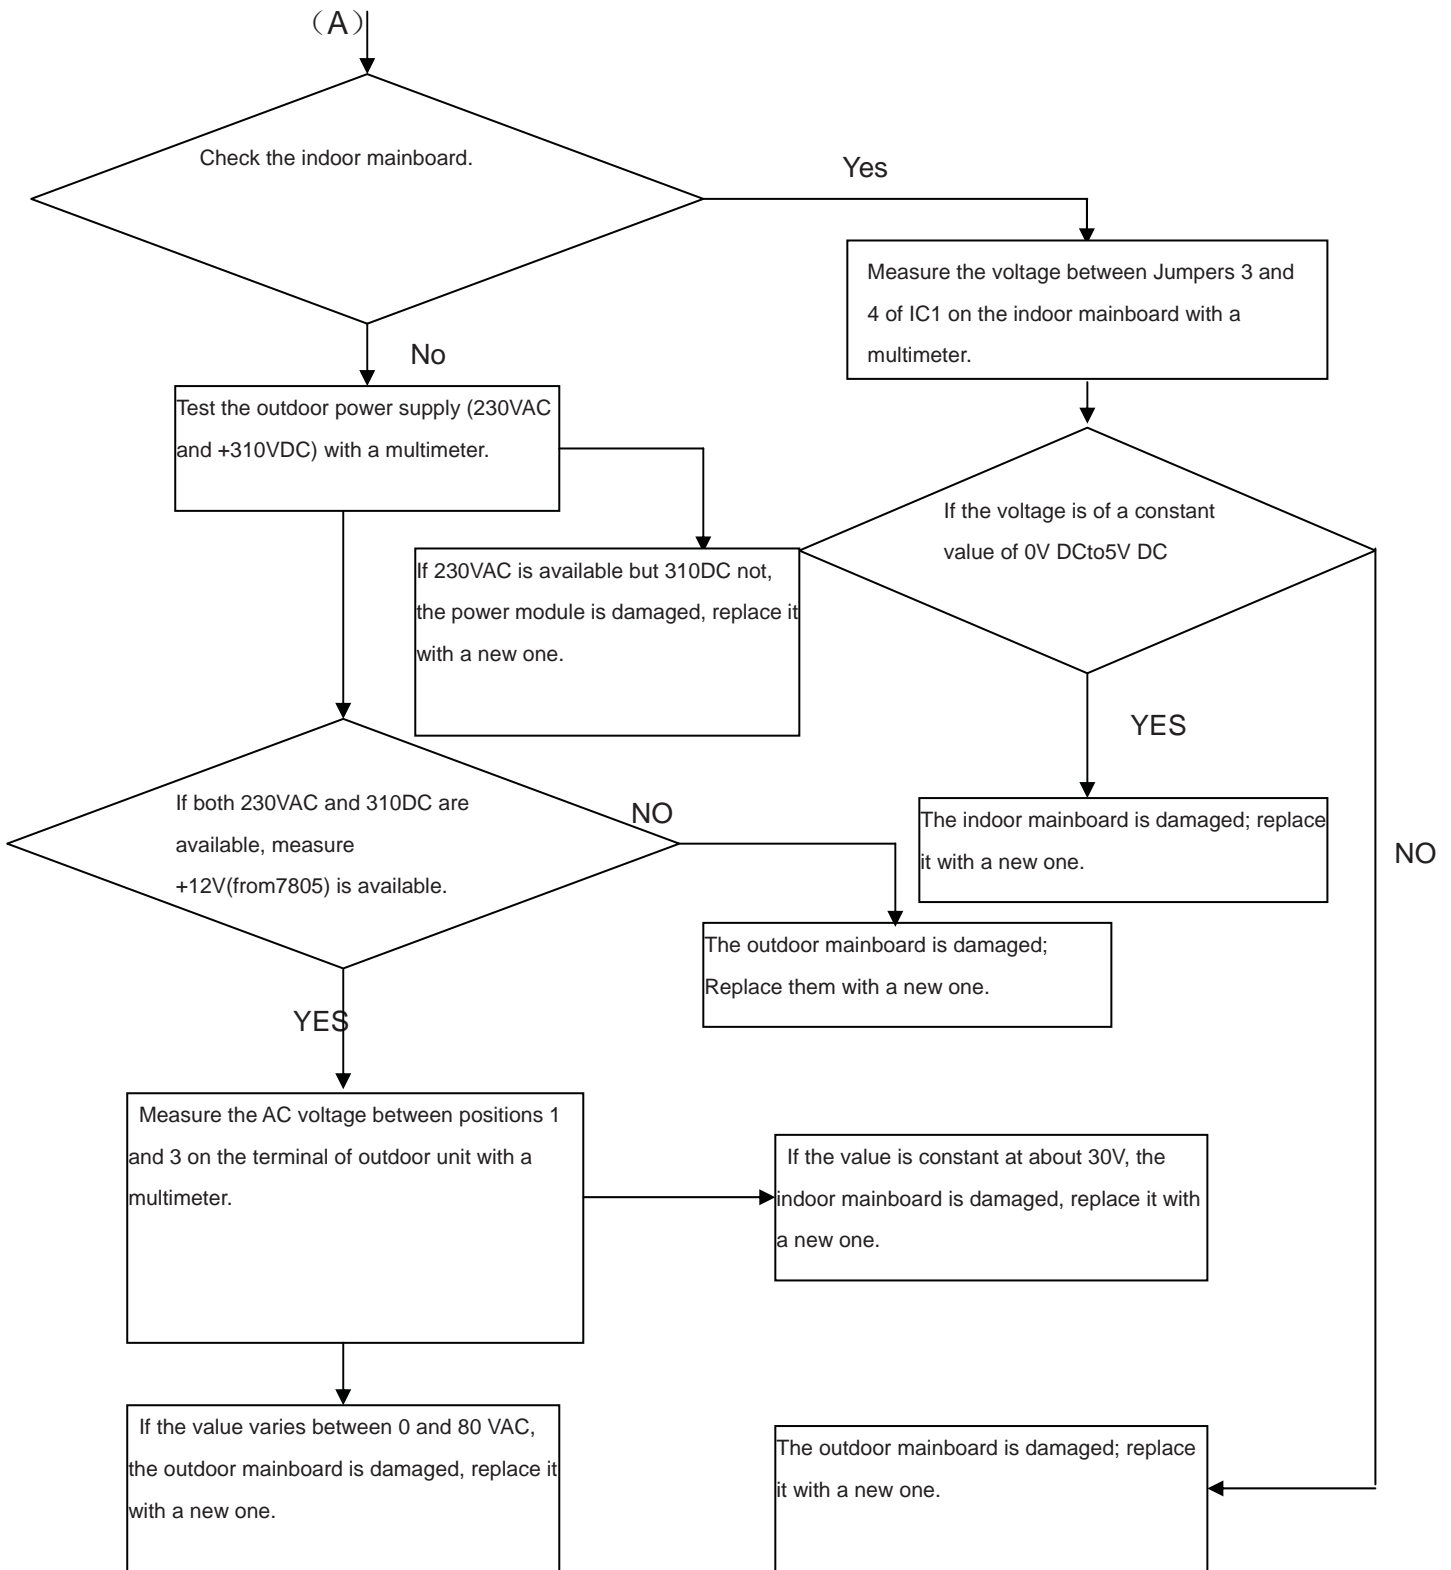 （A）
Check the indoor mainboard.
Yes
Measure the voltage between Jumpers 3 and
4 of IC1 on the indoor mainboard with a
multimeter.
No
Test the outdoor power supply (230VAC
and +310VDC) with a multimeter.
If the voltage is of a constant
value of 0V DCto5V DC
If 230VAC is available but 310DC not,
the power module is damaged, replace it
with a new one.
YES
If both 230VAC and 310DC are
available, measure
+12V(from7805) is available.
NO
The indoor mainboard is damaged; replace
it with a new one.
NO
The outdoor mainboard is damaged;
Replace them with a new one.
YES
Measure the AC voltage between positions 1
and 3 on the terminal of outdoor unit with a
multimeter.
If the value is constant at about 30V, the
indoor mainboard is damaged, replace it with
a new one.
If the value varies between 0 and 80 VAC,
the outdoor mainboard is damaged, replace it
with a new one.
The outdoor mainboard is damaged; replace
it with a new one.